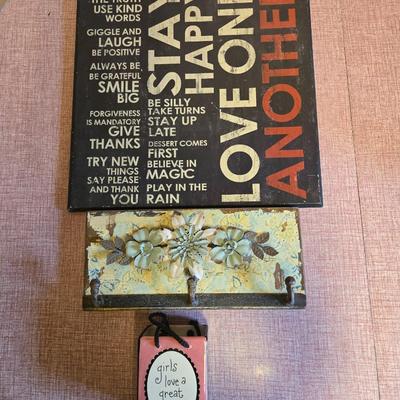 THE TRUTH
USE KIND
WORDS
GIGGLE AND
LAUGH
BE POSITIVE
ALWAYS BE
BE GRATEFUL
SMILE
BIG
FORGIVENESS
IS MANDATORY
GIVE
THANKS
TRY NEW
THINGS
SAY PLEASE
AND THANK
YOU
STAY
HAPPY
BE SILLY
TAKE TURNS
STAY UP
LATE
DESSERT COMES
FIRST
BELIEVE IN
MAGIC
PLAY IN THE
RAIN
LOVE ONE
ANOTHER
girls
love a
great